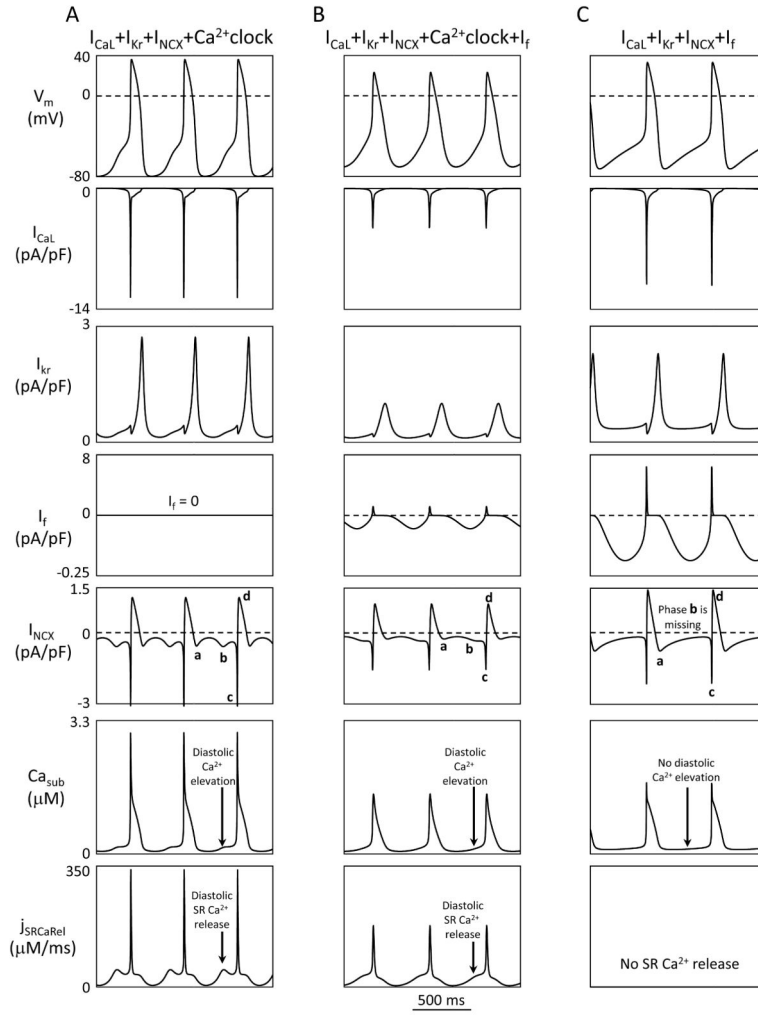 A
B
C
I_CaL+I_Kr+I_NCX+Ca²⁺clock
I_CaL+I_Kr+I_NCX+Ca²⁺clock+I_f
I_CaL+I_Kr+I_NCX+I_f
40
V_m
(mV)
0
-80
0
I_CaL
(pA/pF)
-14
3
I_kr
(pA/pF)
0
8
I_f
(pA/pF)
0
-0.25
I_f = 0
1.5
I_NCX
(pA/pF)
0
-3
a
b
c
d
a
b
c
d
Phase b is
missing
a
c
d
3.3
Ca_sub
(μM)
0
Diastolic
Ca²⁺
elevation
Diastolic
Ca²⁺
elevation
No diastolic
Ca²⁺ elevation
350
j_SRCaRel
(μM/ms)
0
Diastolic
SR Ca²⁺
release
Diastolic
SR Ca²⁺
release
No SR Ca²⁺ release
500 ms